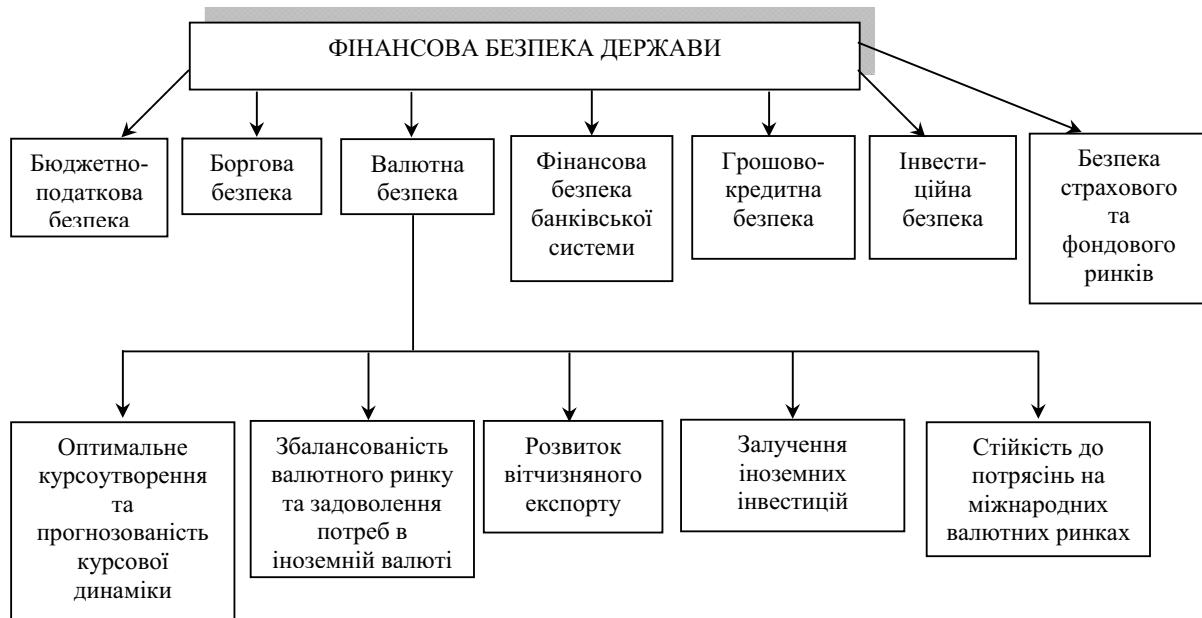 ФІНАНСОВА БЕЗПЕКА ДЕРЖАВИ
Бюджетно-
податкова
безпека
Боргова
безпека
Валютна
безпека
Фінансова
безпека
банківської
системи
Грошово-
кредитна
безпека
Інвести-
ційна
безпека
Безпека
страхового
та
фондового
ринків
Оптимальне
курсоутворення
та
прогнозованість
курсової
динаміки
Збалансованість
валютного ринку
та задоволення
потреб в
іноземній валюті
Розвиток
вітчизняного
експорту
Залучення
іноземних
інвестицій
Стійкість до
потрясінь на
міжнародних
валютних ринках